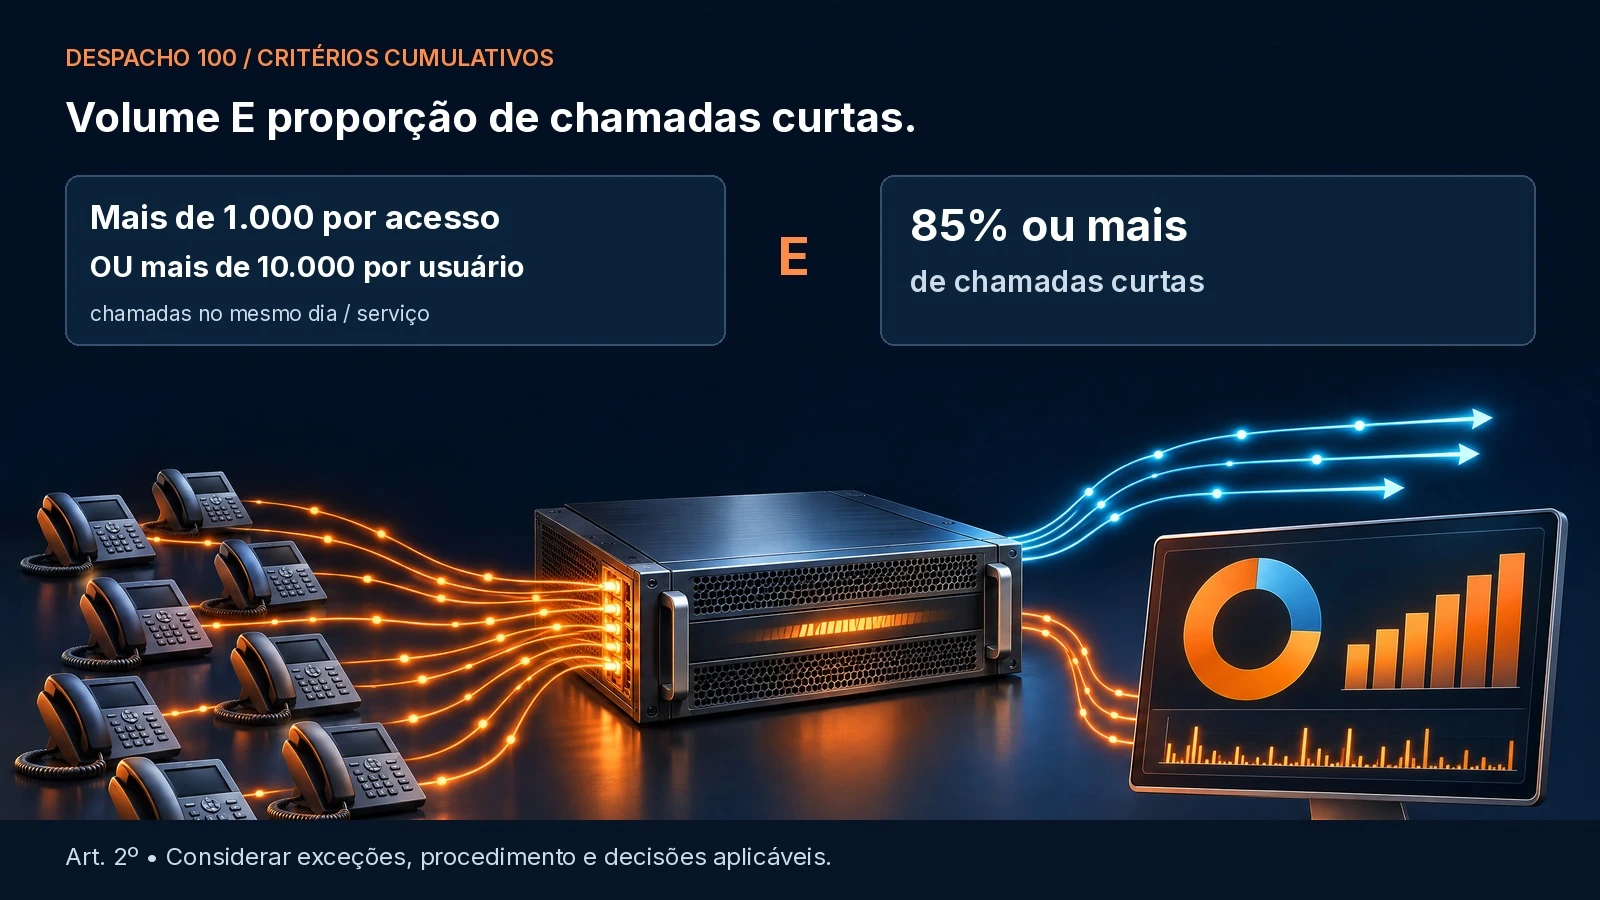 DESPACHO 100 / CRITÉRIOS CUMULATIVOS
Volume E proporção de chamadas curtas.
Mais de 1.000 por acesso
OU mais de 10.000 por usuário
chamadas no mesmo dia / serviço
E
85% ou mais
de chamadas curtas
Art. 2º • Considerar exceções, procedimento e decisões aplicáveis.